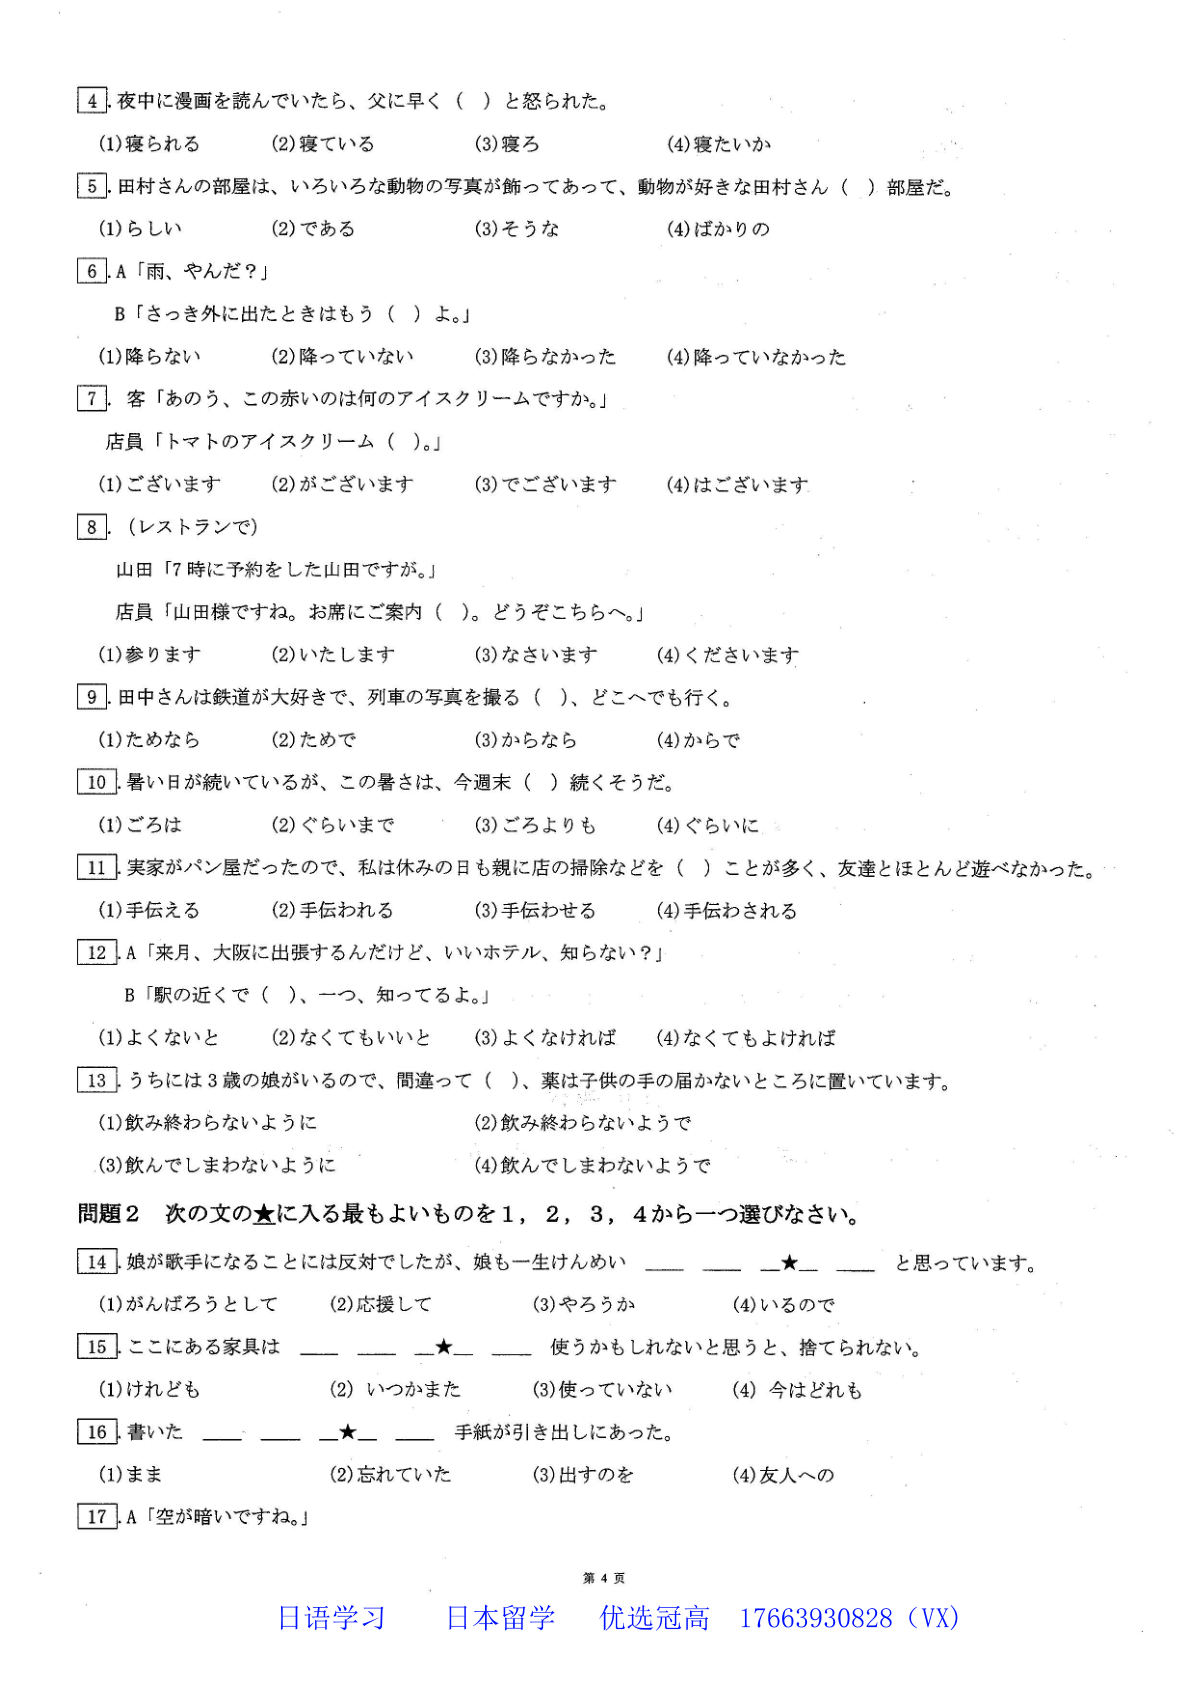 4.夜中に漫画を読んでいたら、父に早く（　）と怒られた。
(1)寝られる　(2)寝ている　(3)寝ろ　(4)寝たいか
5.田村さんの部屋は、いろいろな動物の写真が飾ってあって、動物が好きな田村さん（　）部屋だ。
(1)らしい　(2)である　(3)そうな　(4)ばかりの
6.A「雨、やんだ？」
B「さっき外に出たときはもう（　）よ。」
(1)降らない　(2)降っていない　(3)降らなかった　(4)降っていなかった
7. 客「あのう、この赤いのは何のアイスクリームですか。」
店員「トマトのアイスクリーム（　）。」
(1)ございます　(2)がございます　(3)でございます　(4)はございます
8.（レストランで）
山田「7時に予約をした山田ですが。」
店員「山田様ですね。お席にご案内（　）。どうぞこちらへ。」
(1)参ります　(2)いたします　(3)なさいます　(4)くださいます
9.田中さんは鉄道が大好きで、列車の写真を撮る（　）、どこへでも行く。
(1)ためなら　(2)ためで　(3)からなら　(4)からで
10.暑い日が続いているが、この暑さは、今週末（　）続くそうだ。
(1)ごろは　(2)ぐらいまで　(3)ごろよりも　(4)ぐらいに
11.実家がパン屋だったので、私は休みの日も親に店の掃除などを（　）ことが多く、友達とほとんど遊べなかった。
(1)手伝える　(2)手伝われる　(3)手伝わせる　(4)手伝わされる
12.A「来月、大阪に出張するんだけど、いいホテル、知らない？」
B「駅の近くで（　）、一つ、知ってるよ。」
(1)よくないと　(2)なくてもいいと　(3)よくなければ　(4)なくてもよければ
13.うちには３歳の娘がいるので、間違って（　）、薬は子供の手の届かないところに置いています。
(1)飲み終わらないように　(2)飲み終わらないようで
(3)飲んでしまわないように　(4)飲んでしまわないようで
問題２　次の文の★に入る最もよいものを１，２，３，４から一つ選びなさい。
14.娘が歌手になることには反対でしたが、娘も一生けんめい ＿＿ ＿＿ ＿★＿ ＿＿ と思っています。
(1)がんばろうとして　(2)応援して　(3)やろうか　(4)いるので
15.ここにある家具は ＿＿ ＿＿ ＿★＿ ＿＿ 使うかもしれないと思うと、捨てられない。
(1)けれども　(2) いつかまた　(3)使っていない　(4) 今はどれも
16.書いた ＿＿ ＿＿ ＿★＿ ＿＿ 手紙が引き出しにあった。
(1)まま　(2)忘れていた　(3)出すのを　(4)友人への
17.A「空が暗いですね。」
第 4 页
日语学习　日本留学　优选冠高　17663930828（VX）